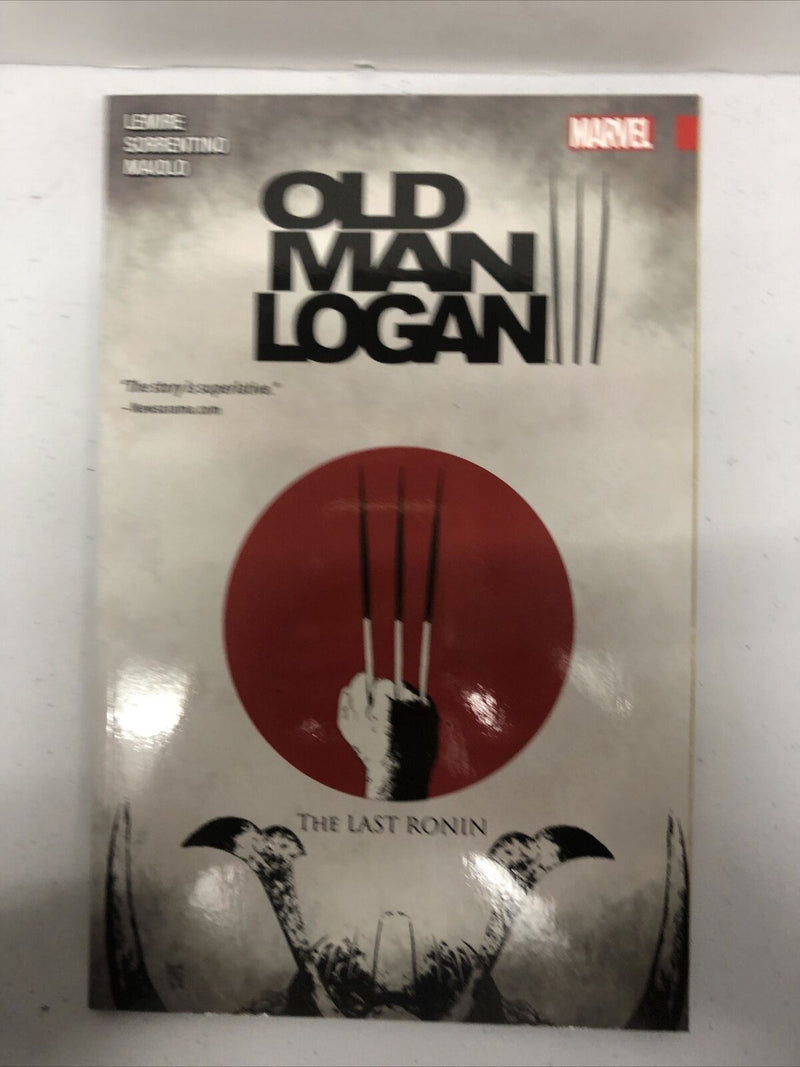 LEMIRE
SORRENTINO
MAIOLO
MARVEL
OLD
MAN
LOGAN
"The story is superlative."
–Newsarama.com
THE LAST RONIN